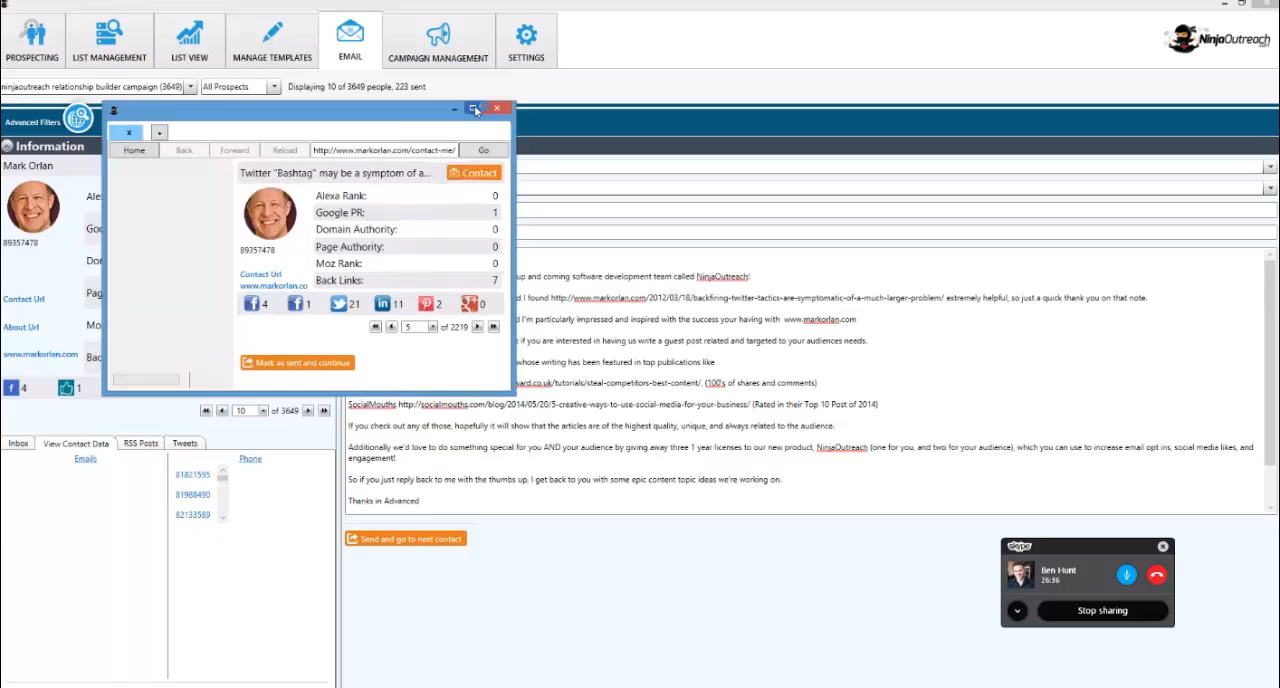 PROSPECTING
LIST MANAGEMENT
LIST VIEW
MANAGE TEMPLATES
EMAIL
CAMPAIGN MANAGEMENT
SETTINGS
NinjaOutreach
ninjaoutreach relationship builder campaign (3649)
All Prospects
Displaying 10 of 3649 people, 223 sent
Advanced Filters
Information
Mark Orlan
89357478
Contact Url
About Url
www.markorlan.com
4
1
10 of 3649
x
+
Home
Back
Forward
Reload
http://www.markorlan.com/contact-me/
Go
Twitter "Bashtag" may be a symptom of a...
Contact
89357478
Contact Url
www.markorlan.co
Alexa Rank: 0
Google PR: 1
Domain Authority: 0
Page Authority: 0
Moz Rank: 0
Back Links: 7
4
1
21
11
2
0
5 of 2219
Mark as sent and continue
up and coming software development team called NinjaOutreach!
d I found http://www.markorlan.com/2012/03/18/backfiring-twitter-tactics-are-symptomatic-of-a-much-larger-problem/ extremely helpful, so just a quick thank you on that note.
d I'm particularly impressed and inspired with the success your having with www.markorlan.com
if you are interested in having us write a guest post related and targeted to your audiences needs.
whose writing has been featured in top publications like
vard.co.uk/tutorials/steal-competitors-best-content/, (100's of shares and comments)
SocialMouths http://socialmouths.com/blog/2014/05/20/5-creative-ways-to-use-social-media-for-your-business/ (Rated in their Top 10 Post of 2014)
If you check out any of those, hopefully it will show that the articles are of the highest quality, unique, and always related to the audience.
Additionally we'd love to do something special for you AND your audience by giving away three 1 year licenses to our new product, NinjaOutreach (one for you, and two for your audience), which you can use to increase email opt ins, social media likes, and
engagement!
So if you just reply back to me with the thumbs up, I get back to you with some epic content topic ideas we're working on.
Thanks in Advanced
Send and go to next contact
Inbox
View Contact Data
RSS Posts
Tweets
Emails
Phone
81821595
81988490
82133589
skype
Ben Hunt
26:36
Stop sharing